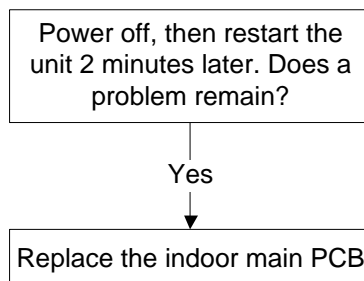 Power off, then restart the
unit 2 minutes later. Does a
problem remain?
Yes
Replace the indoor main PCB